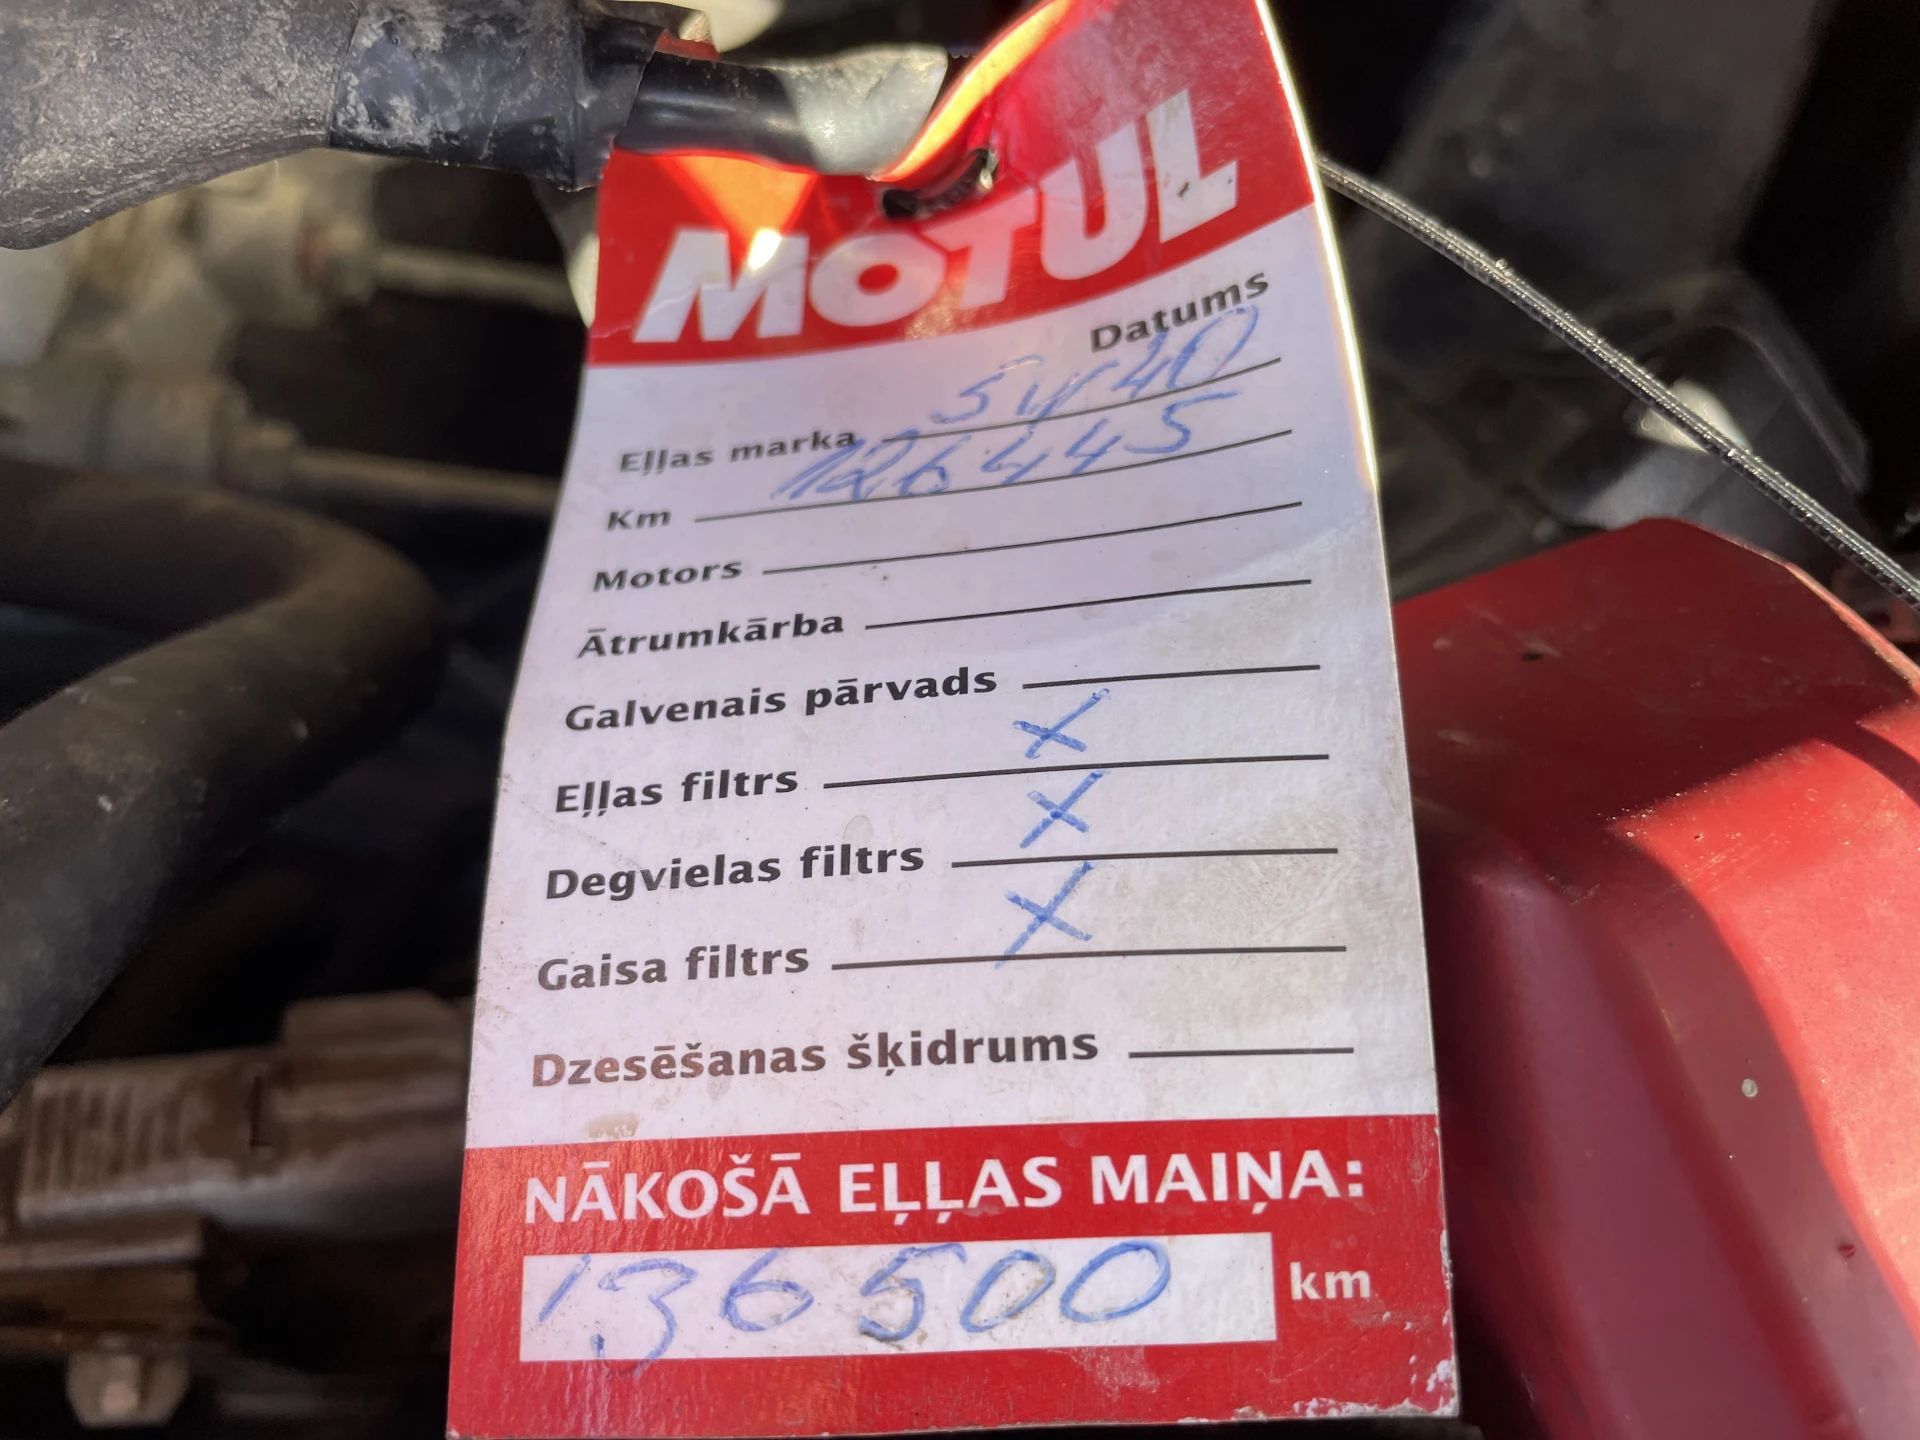 MOTUL
Datums
Eļļas marka 5W40
Km 126445
Motors
Ātrumkārba
Galvenais pārvads
Eļļas filtrs X
Degvielas filtrs X
Gaisa filtrs X
Dzesēšanas šķidrums
NĀKOŠĀ EĻĻAS MAIŅA:
136500 km